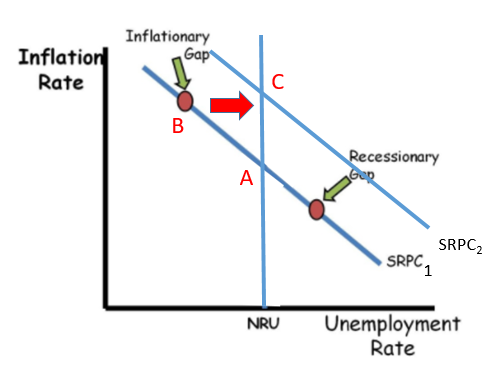 Inflationary
Gap
Inflation
Rate
C
B
A
Recessionary
Gap
SRPC2
SRPC1
NRU
Unemployment
Rate